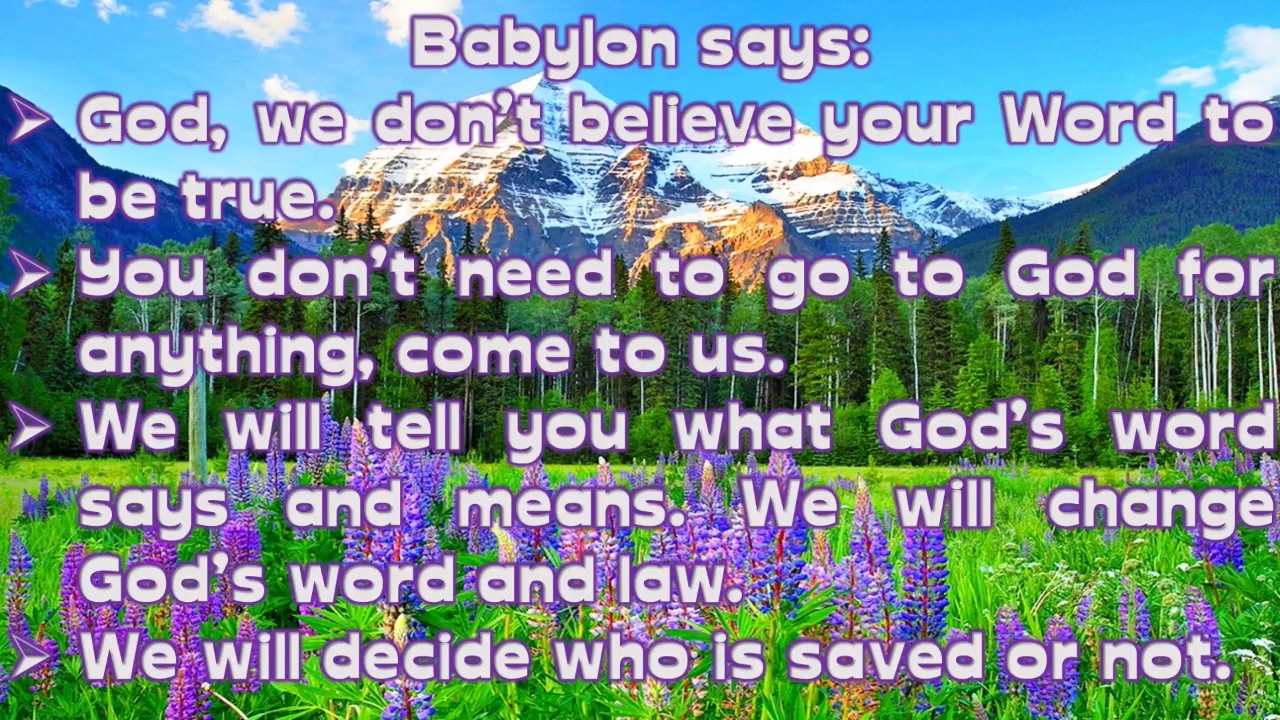 Babylon says:
➢ God, we don't believe your Word to
be true.
➢ You don't need to go to God for
anything, come to us.
➢ We will tell you what God's word
says and means. We will change
God's word and law.
➢ We will decide who is saved or not.